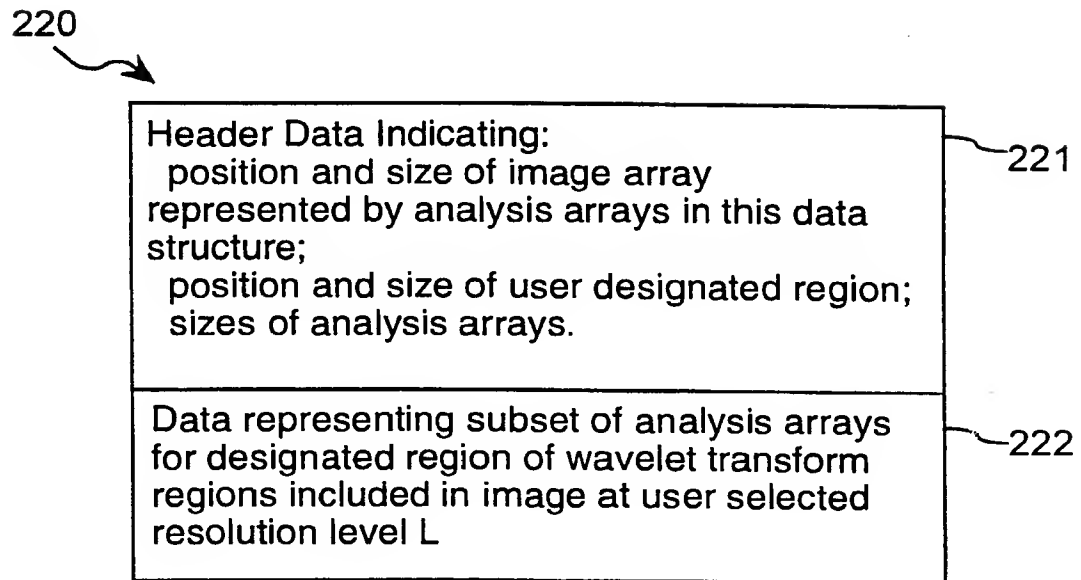 220
Header Data Indicating:
position and size of image array
221
represented by analysis arrays in this data
structure;
position and size of user designated region;
sizes of analysis arrays.
Data representing subset of analysis arrays
222
for designated region of wavelet transform
regions included in image at user selected
resolution level L